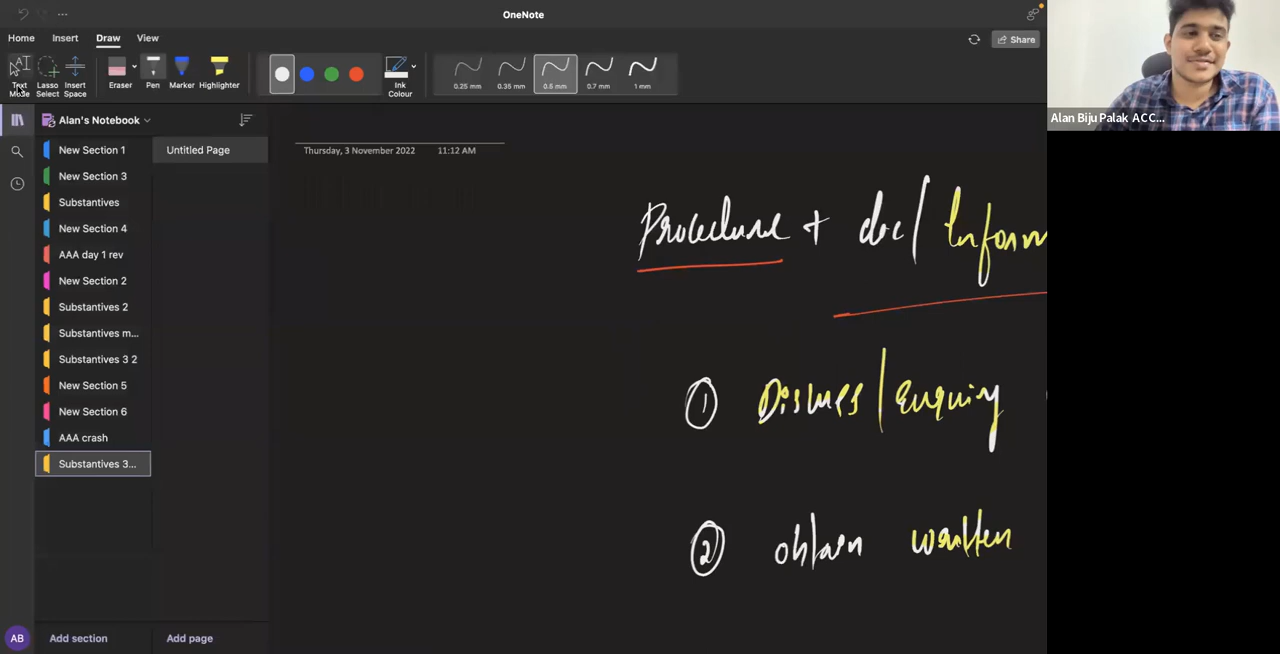 OneNote
Home Insert Draw View
Share
Text Mode
Lasso Select
Insert Space
Eraser
Pen
Marker
Highlighter
Ink Colour
0.25 mm
0.35 mm
0.5 mm
0.7 mm
1 mm
Alan Biju Palak ACC...
Alan's Notebook
New Section 1
New Section 3
Substantives
New Section 4
AAA day 1 rev
New Section 2
Substantives 2
Substantives m...
Substantives 3 2
New Section 5
New Section 6
AAA crash
Substantives 3...
Untitled Page
Thursday, 3 November 2022 11:12 AM
Procedure + doc/ Inform
① Discuss/enquiry
② obtain written
AB
Add section
Add page